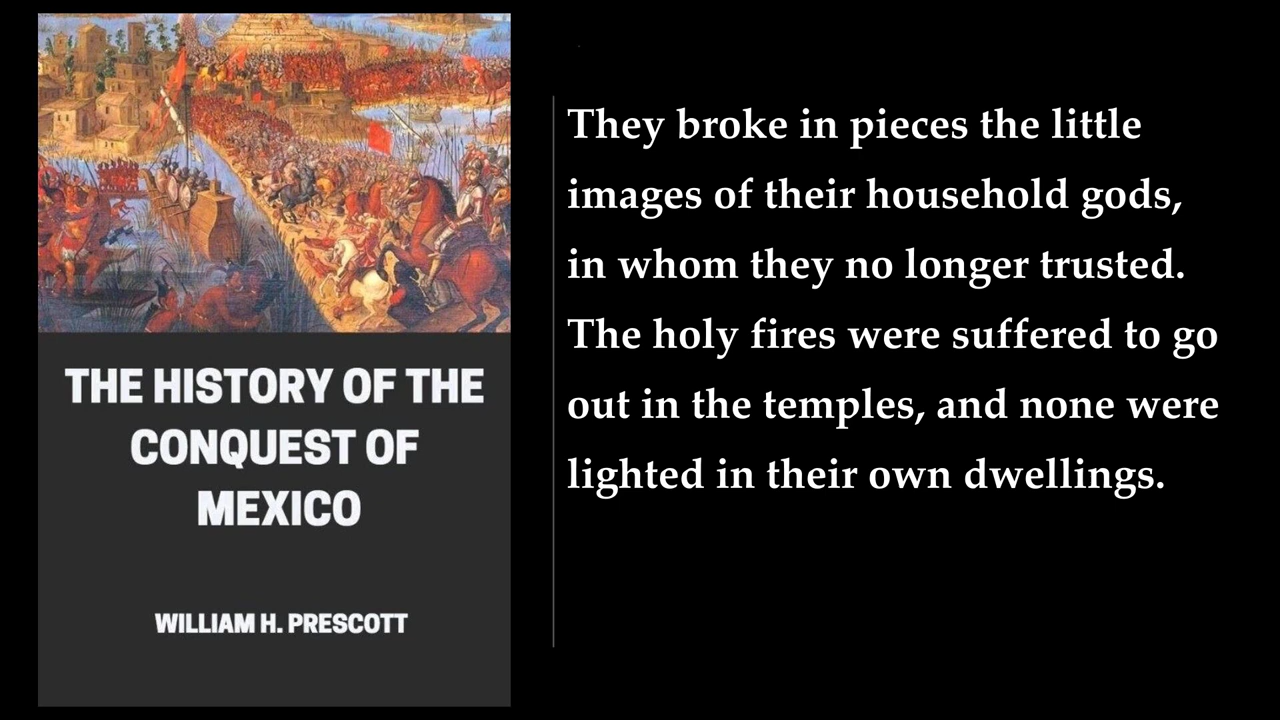 THE HISTORY OF THE
CONQUEST OF
MEXICO
WILLIAM H. PRESCOTT
They broke in pieces the little
images of their household gods,
in whom they no longer trusted.
The holy fires were suffered to go
out in the temples, and none were
lighted in their own dwellings.